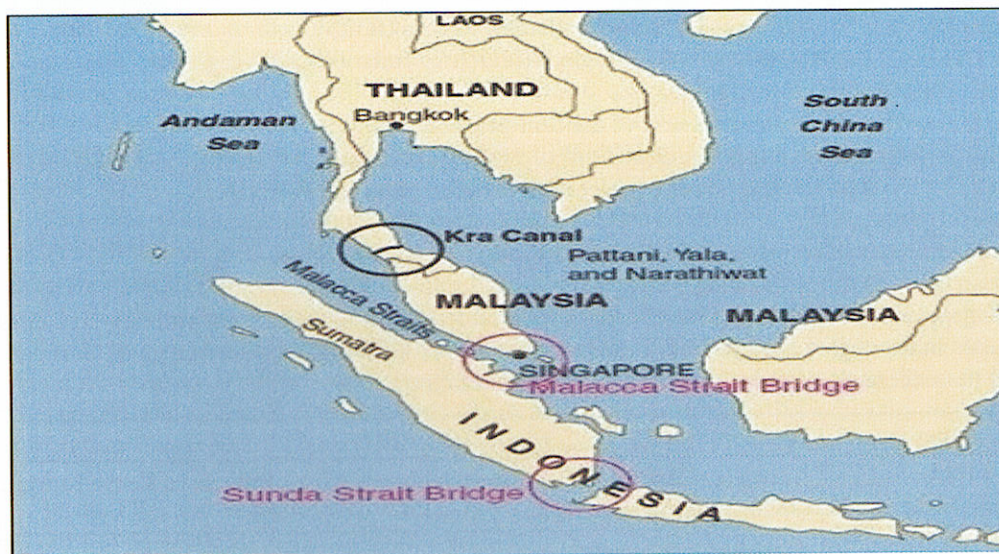 LAOS
THAILAND
Bangkok
Andaman
Sea
South
China
Sea
Kra Canal
Pattani, Yala,
and Narathiwat
Malacca Straits
MALAYSIA
MALAYSIA
Sumatra
SINGAPORE
Malacca Strait Bridge
INDONESIA
Sunda Strait Bridge